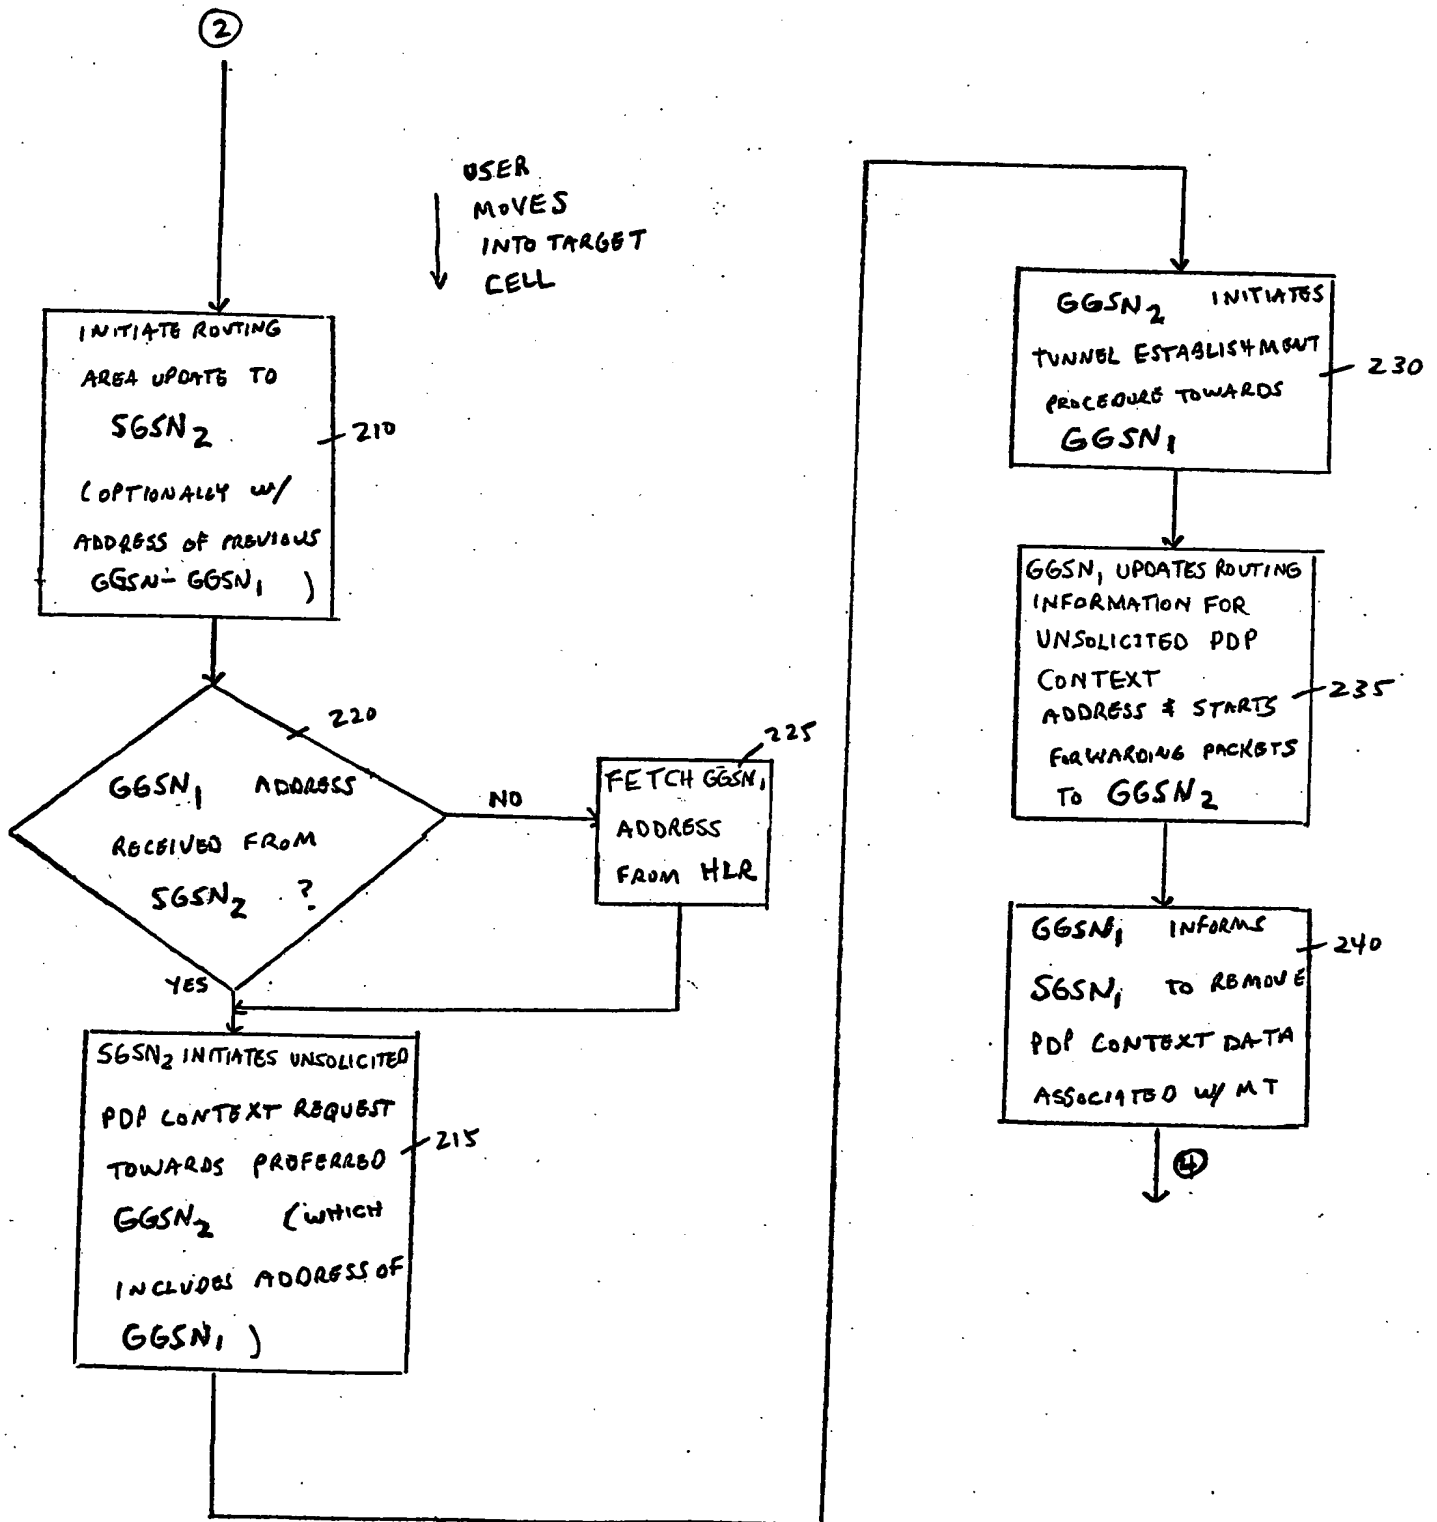 2
USER
MOVES
INTO TARGET
CELL
INITIATE ROUTING
AREA UPDATE TO
SGSN₂
(OPTIONALLY W/
ADDRESS OF PREVIOUS
GGSN - GGSN₁ )
210
220
GGSN₁ ADDRESS
RECEIVED FROM
SGSN₂ ?
NO
YES
225
FETCH GGSN₁
ADDRESS
FROM HLR
SGSN₂ INITIATES UNSOLICITED
PDP CONTEXT REQUEST
TOWARDS PREFERRED
GGSN₂ (WHICH
INCLUDES ADDRESS OF
GGSN₁ )
215
GGSN₂ INITIATES
TUNNEL ESTABLISHMENT
PROCEDURE TOWARDS
GGSN₁
230
GGSN₁ UPDATES ROUTING
INFORMATION FOR
UNSOLICITED PDP
CONTEXT
ADDRESS & STARTS
FORWARDING PACKETS
TO GGSN₂
235
GGSN₁ INFORMS
SGSN₁ TO REMOVE
PDP CONTEXT DATA
ASSOCIATED W/ MT
240
4